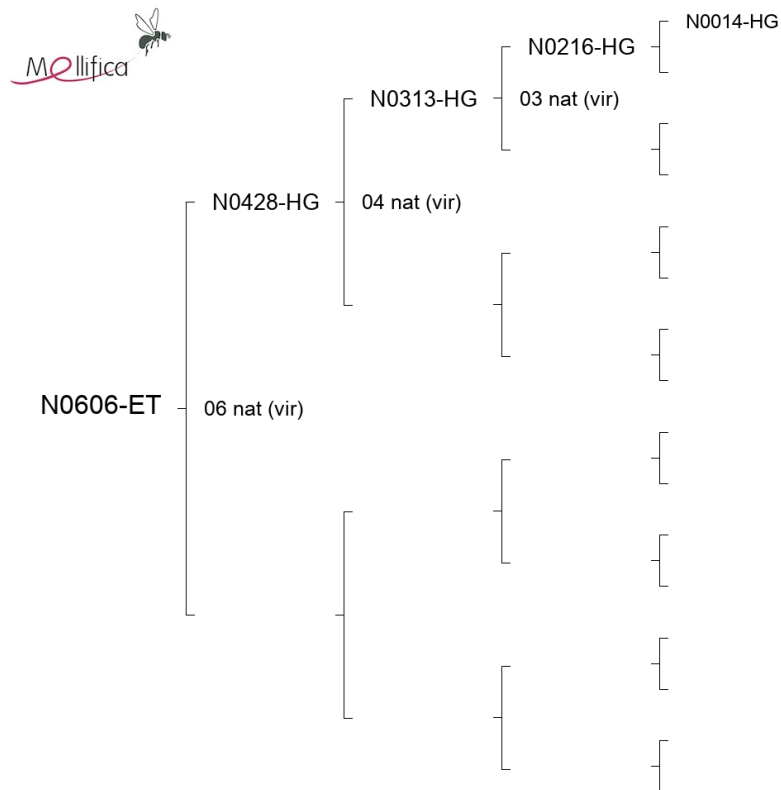 Mellifica
N0014-HG
N0216-HG
N0313-HG
03 nat (vir)
N0428-HG
04 nat (vir)
N0606-ET
06 nat (vir)